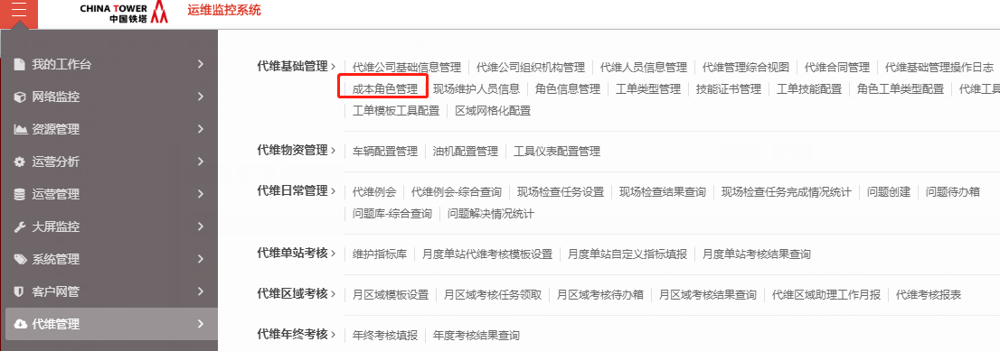 CHINA TOWER
中国铁塔
运维监控系统
我的工作台
网络监控
资源管理
运营分析
运营管理
大屏监控
系统管理
客户网管
代维管理
代维基础管理 代维公司基础信息管理 代维公司组织机构管理 代维人员信息管理 代维管理综合视图 代维合同管理 代维基础管理操作日志
成本角色管理 现场维护人员信息 角色信息管理 工单类型管理 技能证书管理 工单技能配置 角色工单类型配置 代维工具
工单模板工具配置 区域网格化配置
代维物资管理 车辆配置管理 油机配置管理 工具仪表配置管理
代维日常管理 代维例会 代维例会-综合查询 现场检查任务设置 现场检查结果查询 现场检查任务完成情况统计 问题创建 问题待办箱
问题库-综合查询 问题解决情况统计
代维单站考核 维护指标库 月度单站代维考核模板设置 月度单站自定义指标填报 月度单站考核结果查询
代维区域考核 月区域模板设置 月区域考核任务领取 月区域考核待办箱 月区域考核结果查询 代维区域助理工作月报 代维考核报表
代维年终考核 年终考核填报 年度考核结果查询